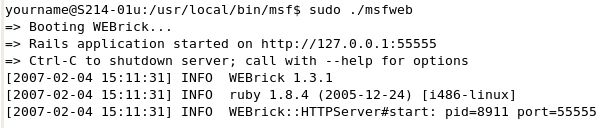 yourname@S214-01u:/usr/local/bin/msf$ sudo ./msfweb
=> Booting WEBrick...
=> Rails application started on http://127.0.0.1:55555
=> Ctrl-C to shutdown server; call with --help for options
[2007-02-04 15:11:31] INFO  WEBrick 1.3.1
[2007-02-04 15:11:31] INFO  ruby 1.8.4 (2005-12-24) [i486-linux]
[2007-02-04 15:11:31] INFO  WEBrick::HTTPServer#start: pid=8911 port=55555